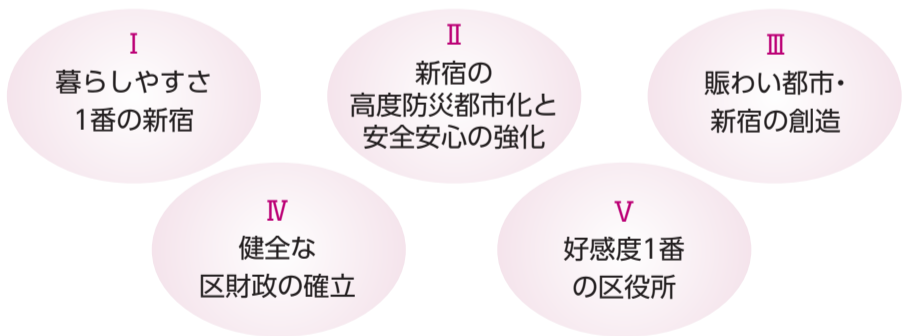 Ⅰ
暮らしやすさ
1番の新宿
Ⅱ
新宿の
高度防災都市化と
安全安心の強化
Ⅲ
賑わい都市・
新宿の創造
Ⅳ
健全な
区財政の確立
Ⅴ
好感度1番
の区役所